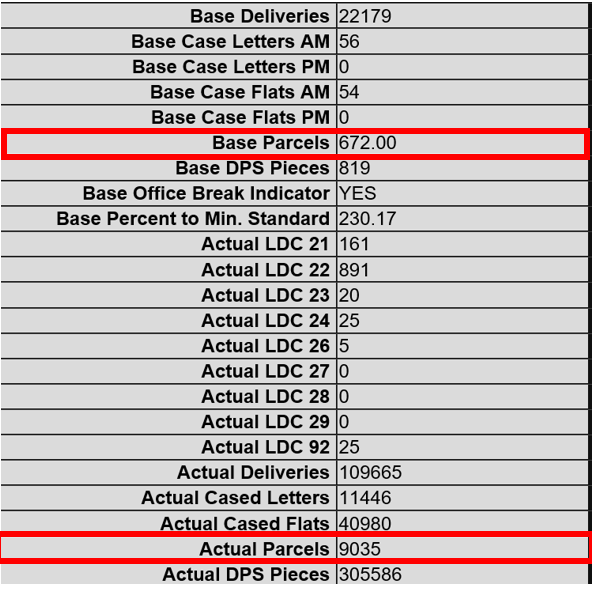 Base Deliveries 22179
Base Case Letters AM 56
Base Case Letters PM 0
Base Case Flats AM 54
Base Case Flats PM 0
Base Parcels 672.00
Base DPS Pieces 819
Base Office Break Indicator YES
Base Percent to Min. Standard 230.17
Actual LDC 21 161
Actual LDC 22 891
Actual LDC 23 20
Actual LDC 24 25
Actual LDC 26 5
Actual LDC 27 0
Actual LDC 28 0
Actual LDC 29 0
Actual LDC 92 25
Actual Deliveries 109665
Actual Cased Letters 11446
Actual Cased Flats 40980
Actual Parcels 9035
Actual DPS Pieces 305586